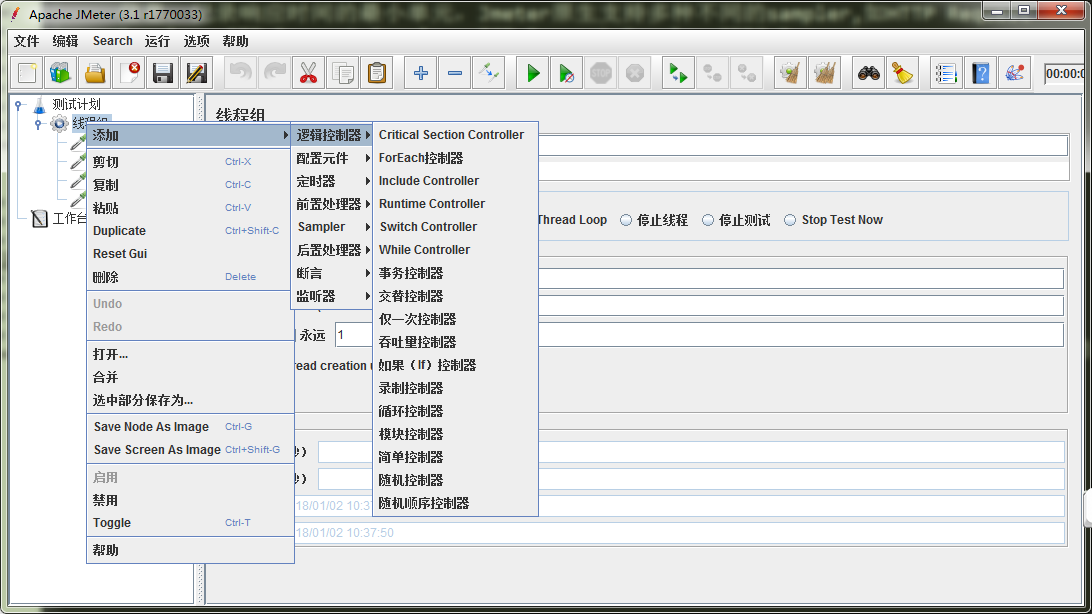 Apache JMeter (3.1 r1770033)
文件 编辑 Search 运行 选项 帮助
00:00:0
测试计划
线程组
工作台
线程组
添加
剪切 Ctrl-X
复制 Ctrl-C
粘贴 Ctrl-V
Duplicate Ctrl+Shift-C
Reset Gui
删除 Delete
Undo
Redo
打开...
合并
选中部分保存为...
Save Node As Image Ctrl-G
Save Screen As Image Ctrl+Shift-G
启用
禁用
Toggle Ctrl-T
帮助
逻辑控制器
配置元件
定时器
前置处理器
Sampler
后置处理器
断言
监听器
Critical Section Controller
ForEach控制器
Include Controller
Runtime Controller
Switch Controller
While Controller
事务控制器
交替控制器
仅一次控制器
吞吐量控制器
如果（If）控制器
录制控制器
循环控制器
模块控制器
简单控制器
随机控制器
随机顺序控制器
Thread Loop 停止线程 停止测试 Stop Test Now
永远 1
read creation
18/01/02 10:37
18/01/02 10:37:50